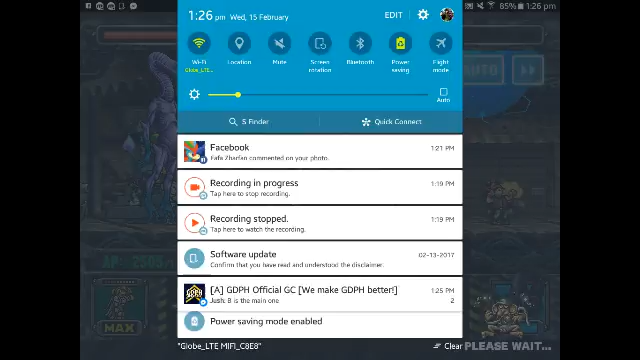 85% 1:26 pm
1:26 pm Wed, 15 February EDIT
Wi-Fi
Globe_LTE...
Location
Mute
Screen rotation
Bluetooth
Power saving
Flight mode
Auto
S Finder
Quick Connect
Facebook 1:21 PM
Fafa Zharfan commented on your photo.
Recording in progress 1:19 PM
Tap here to stop recording.
Recording stopped. 1:19 PM
Tap here to watch the recording.
Software update 02-13-2017
Confirm that you have read and understood the disclaimer.
[A] GDPH Official GC [We make GDPH better!] 1:25 PM
Jush: B is the main one 2
Power saving mode enabled
"Globe_LTE MIFI_C8E8" Clear
MAX
PLEASE WAIT...